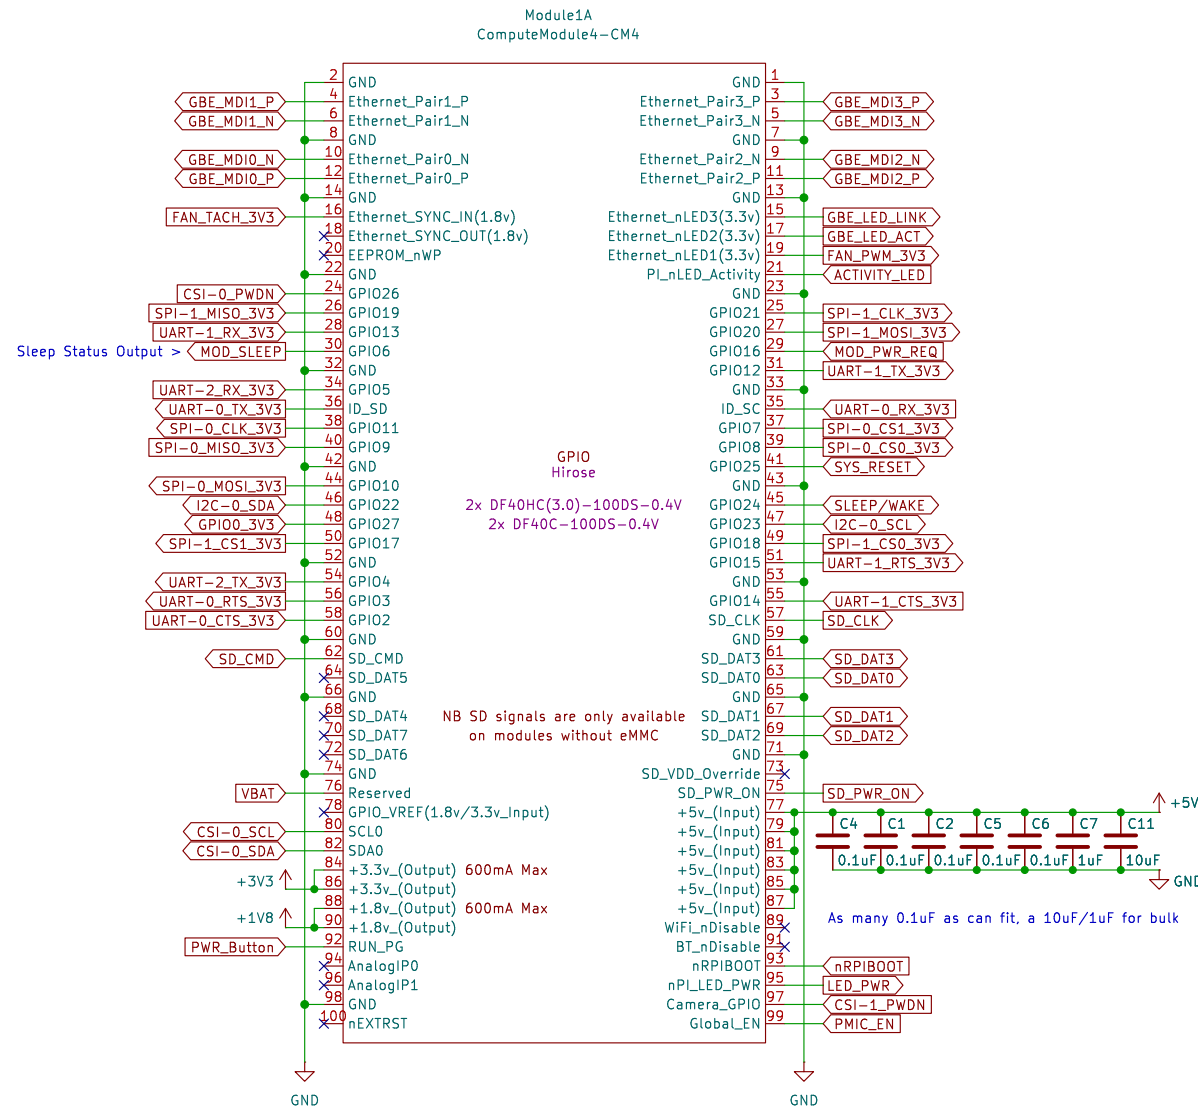 Module1A
ComputeModule4-CM4
2 GND GND 1
GBE_MDI1_P 4 Ethernet_Pair1_P Ethernet_Pair3_P 3 GBE_MDI3_P
GBE_MDI1_N 6 Ethernet_Pair1_N Ethernet_Pair3_N 5 GBE_MDI3_N
8 GND GND 7
GBE_MDI0_N 10 Ethernet_Pair0_N Ethernet_Pair2_N 9 GBE_MDI2_N
GBE_MDI0_P 12 Ethernet_Pair0_P Ethernet_Pair2_P 11 GBE_MDI2_P
14 GND GND 13
FAN_TACH_3V3 16 Ethernet_SYNC_IN(1.8v) Ethernet_nLED3(3.3v) 15 GBE_LED_LINK
18 Ethernet_SYNC_OUT(1.8v) Ethernet_nLED2(3.3v) 17 GBE_LED_ACT
20 EEPROM_nWP Ethernet_nLED1(3.3v) 19 FAN_PWM_3V3
22 GND PI_nLED_Activity 21 ACTIVITY_LED
CSI-0_PWDN 24 GPIO26 GND 23
SPI-1_MISO_3V3 26 GPIO19 GPIO21 25 SPI-1_CLK_3V3
UART-1_RX_3V3 28 GPIO13 GPIO20 27 SPI-1_MOSI_3V3
Sleep Status Output > MOD_SLEEP 30 GPIO6 GPIO16 29 MOD_PWR_REQ
32 GND GPIO12 31 UART-1_TX_3V3
UART-2_RX_3V3 34 GPIO5 GND 33
UART-0_TX_3V3 36 ID_SD ID_SC 35 UART-0_RX_3V3
SPI-0_CLK_3V3 38 GPIO11 GPIO7 37 SPI-0_CS1_3V3
SPI-0_MISO_3V3 40 GPIO9 GPIO8 39 SPI-0_CS0_3V3
GPIO
42 GND GPIO25 41 SYS_RESET
Hirose
SPI-0_MOSI_3V3 44 GPIO10 GND 43
I2C-0_SDA 46 GPIO22 2x DF40HC(3.0)-100DS-0.4V GPIO24 45 SLEEP/WAKE
GPIO0_3V3 48 GPIO27 2x DF40C-100DS-0.4V GPIO23 47 I2C-0_SCL
SPI-1_CS1_3V3 50 GPIO17 GPIO18 49 SPI-1_CS0_3V3
52 GND GPIO15 51 UART-1_RTS_3V3
UART-2_TX_3V3 54 GPIO4 GND 53
UART-0_RTS_3V3 56 GPIO3 GPIO14 55 UART-1_CTS_3V3
UART-0_CTS_3V3 58 GPIO2 SD_CLK 57 SD_CLK
60 GND GND 59
SD_CMD 62 SD_CMD SD_DAT3 61 SD_DAT3
64 SD_DAT5 SD_DAT0 63 SD_DAT0
66 GND GND 65
68 SD_DAT4 NB SD signals are only available SD_DAT1 67 SD_DAT1
70 SD_DAT7 on modules without eMMC SD_DAT2 69 SD_DAT2
72 SD_DAT6 GND 71
74 GND SD_VDD_Override 73
VBAT 76 Reserved SD_PWR_ON 75 SD_PWR_ON
78 GPIO_VREF(1.8v/3.3v_Input) +5v_(Input) 77 +5V
CSI-0_SCL 80 SCL0 +5v_(Input) 79 C4 C1 C2 C5 C6 C7 C11
CSI-0_SDA 82 SDA0 +5v_(Input) 81 0.1uF 0.1uF 0.1uF 0.1uF 0.1uF 1uF 10uF
84 +3.3v_(Output) 600mA Max +5v_(Input) 83
+3V3 86 +3.3v_(Output) +5v_(Input) 85 GND
88 +1.8v_(Output) 600mA Max +5v_(Input) 87
+1V8 90 +1.8v_(Output) WiFi_nDisable 89 As many 0.1uF as can fit, a 10uF/1uF for bulk
PWR_Button 92 RUN_PG BT_nDisable 91
94 AnalogIP0 nRPIBOOT 93 nRPIBOOT
96 AnalogIP1 nPI_LED_PWR 95 LED_PWR
98 GND Camera_GPIO 97 CSI-1_PWDN
100 nEXTRST Global_EN 99 PMIC_EN
GND GND